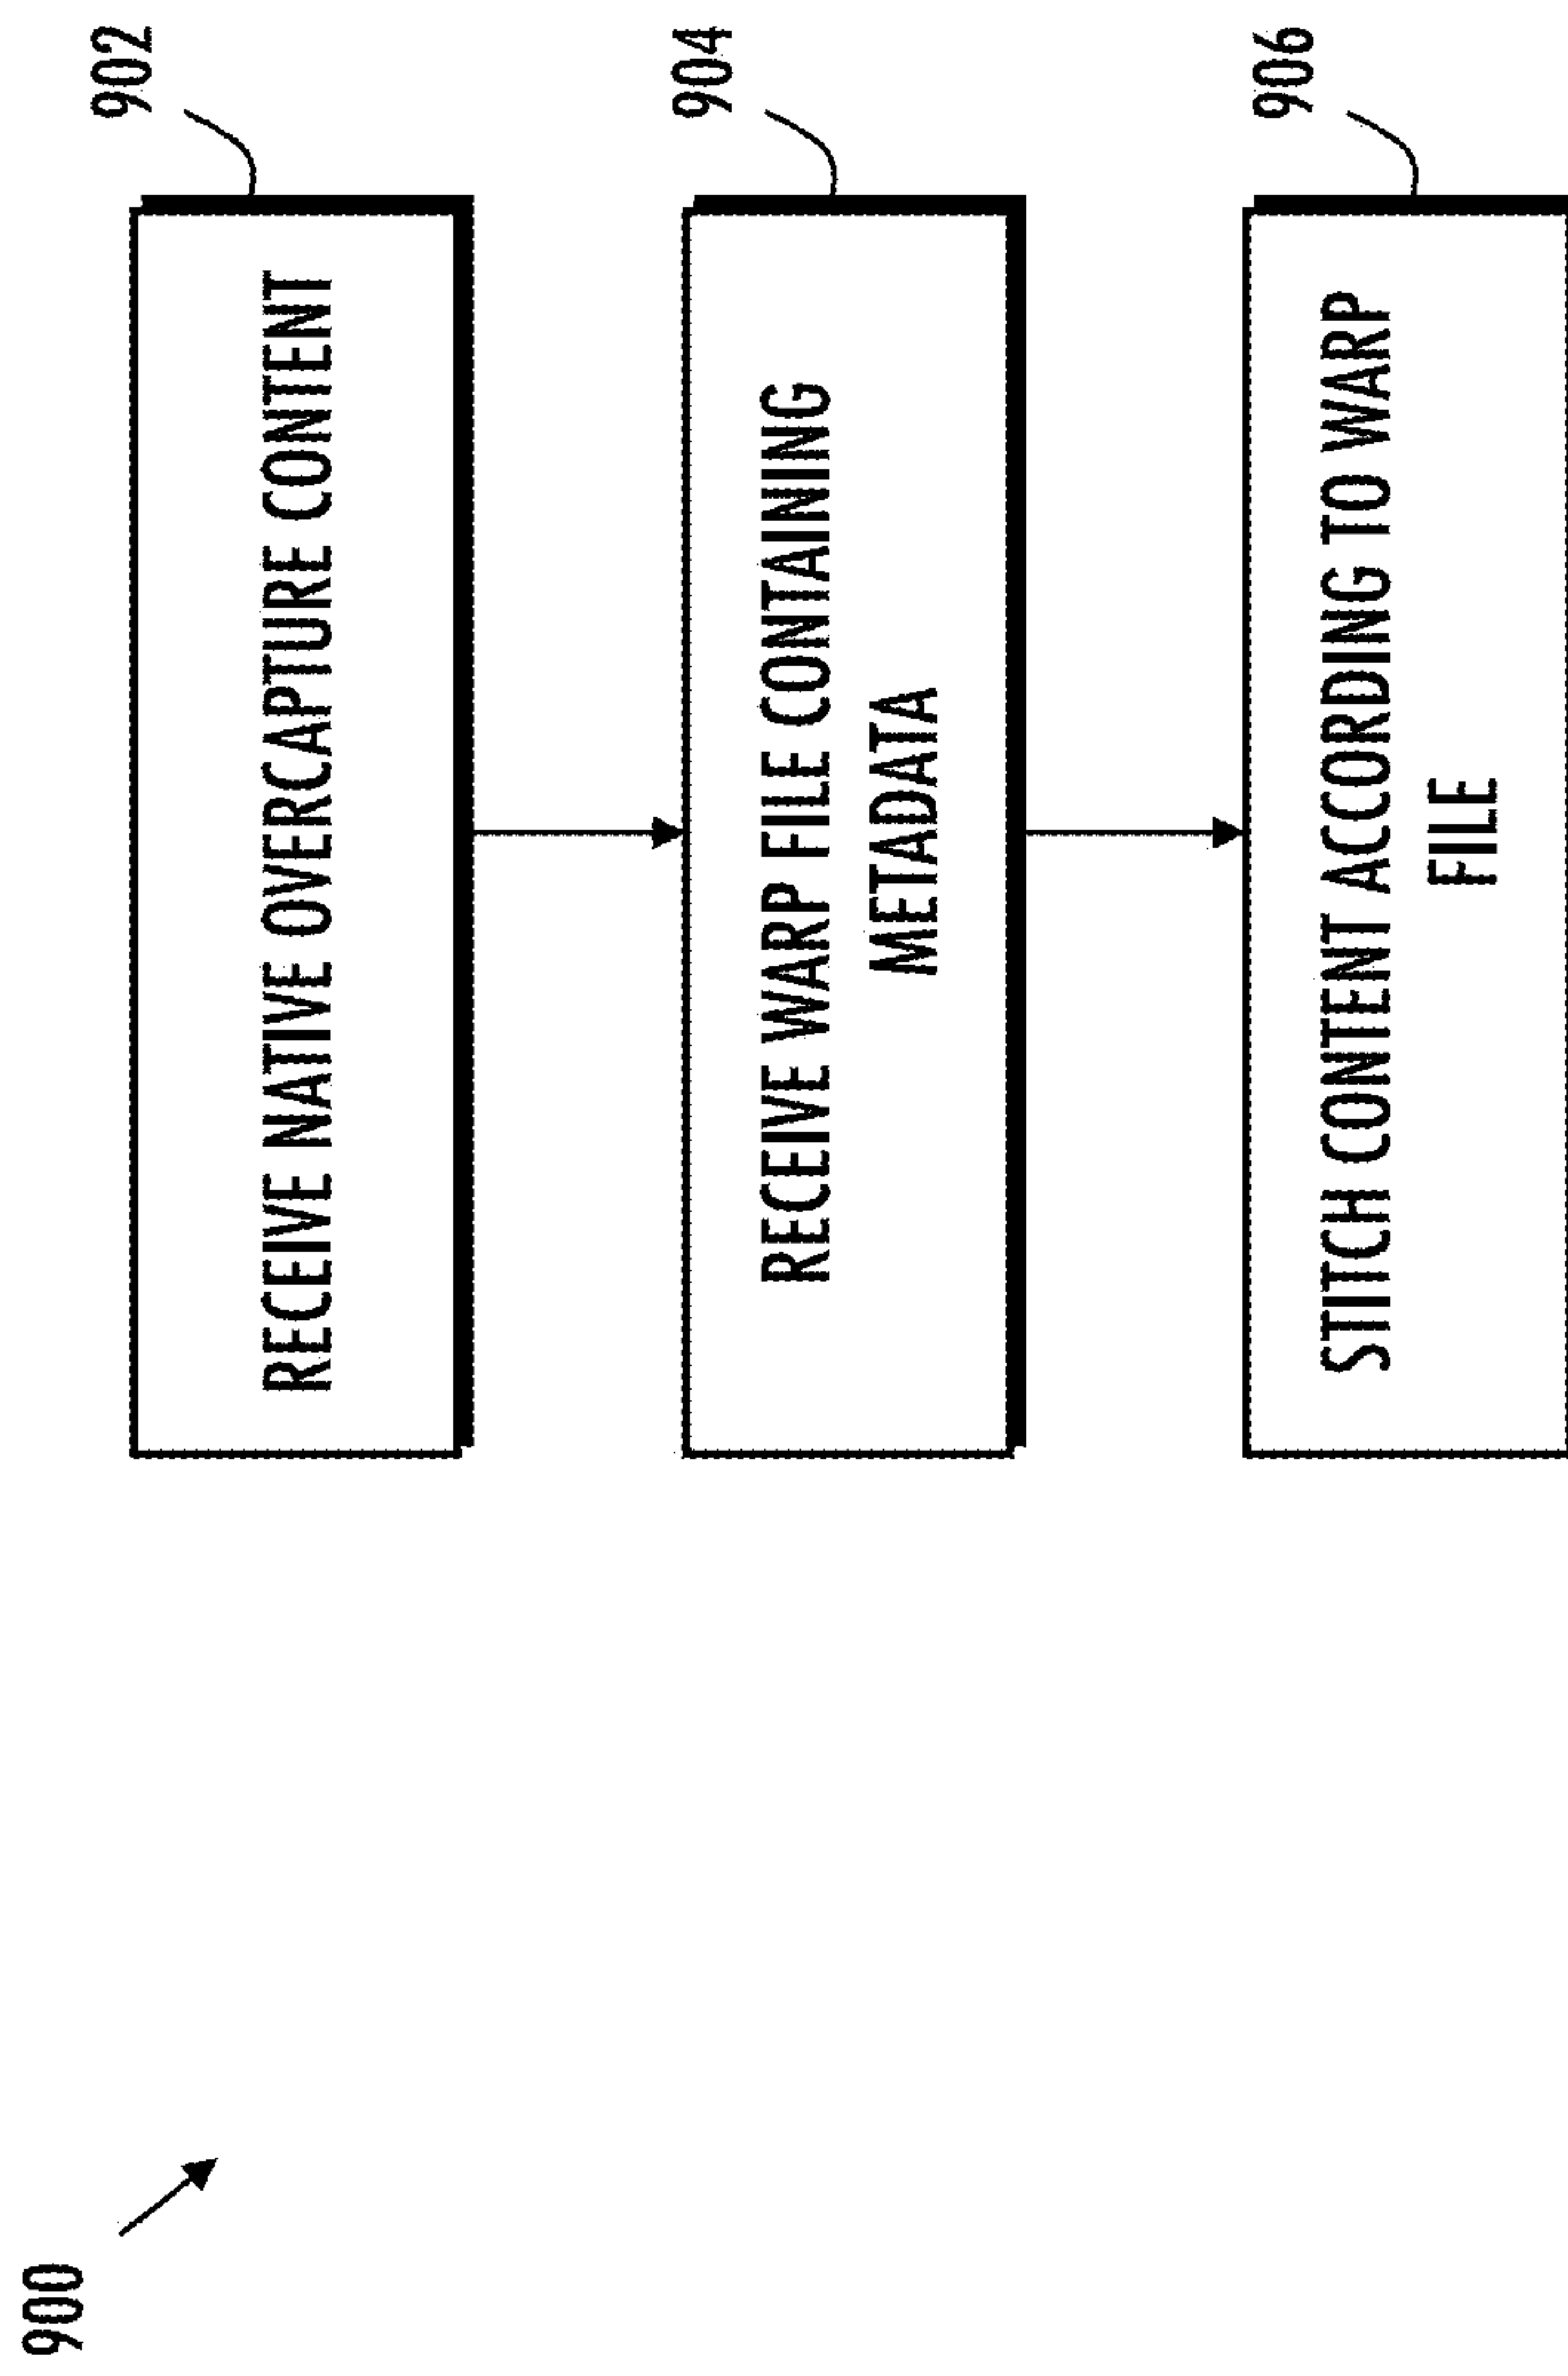 900
902
RECEIVE NATIVE OVERCAPTURE CONTENT
904
RECEIVE WARP FILE CONTAINING
METADATA
906
STITCH CONTENT ACCORDING TO WARP
FILE